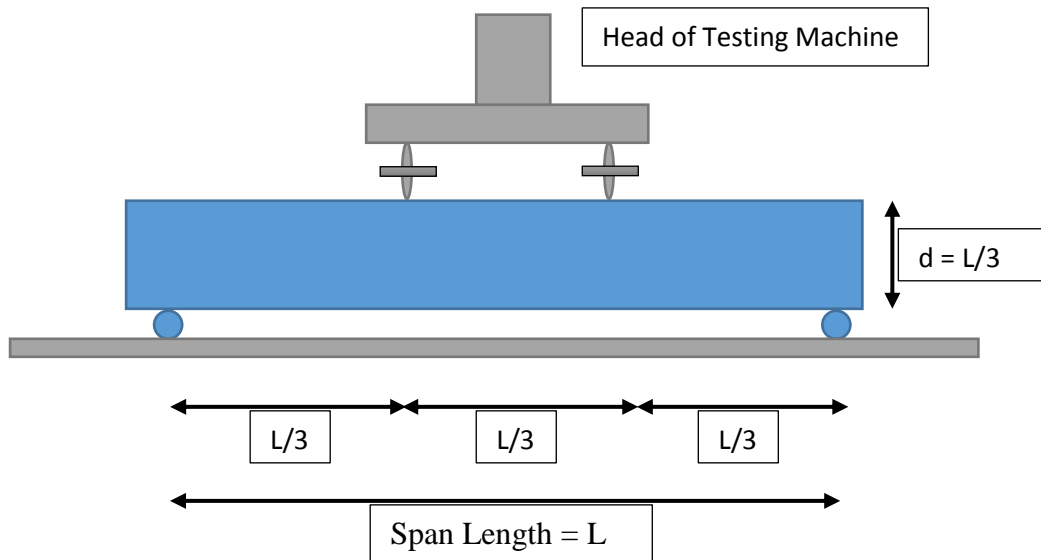 Head of Testing Machine
d = L/3
L/3
L/3
L/3
Span Length = L